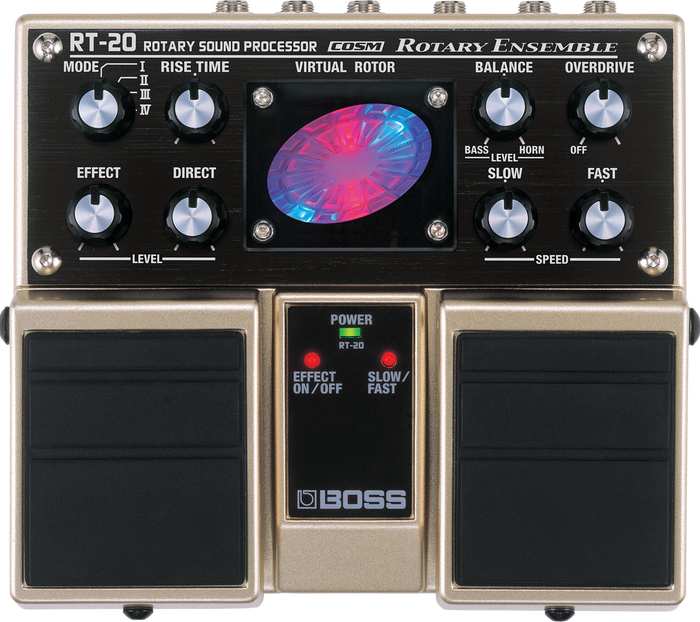 RT-20 ROTARY SOUND PROCESSOR COSM ROTARY ENSEMBLE
MODE I RISE TIME VIRTUAL ROTOR BALANCE OVERDRIVE
II
III
IV
BASS HORN OFF
LEVEL
EFFECT DIRECT SLOW FAST
LEVEL SPEED
POWER
RT-20
EFFECT ON/OFF
SLOW/ FAST
BOSS